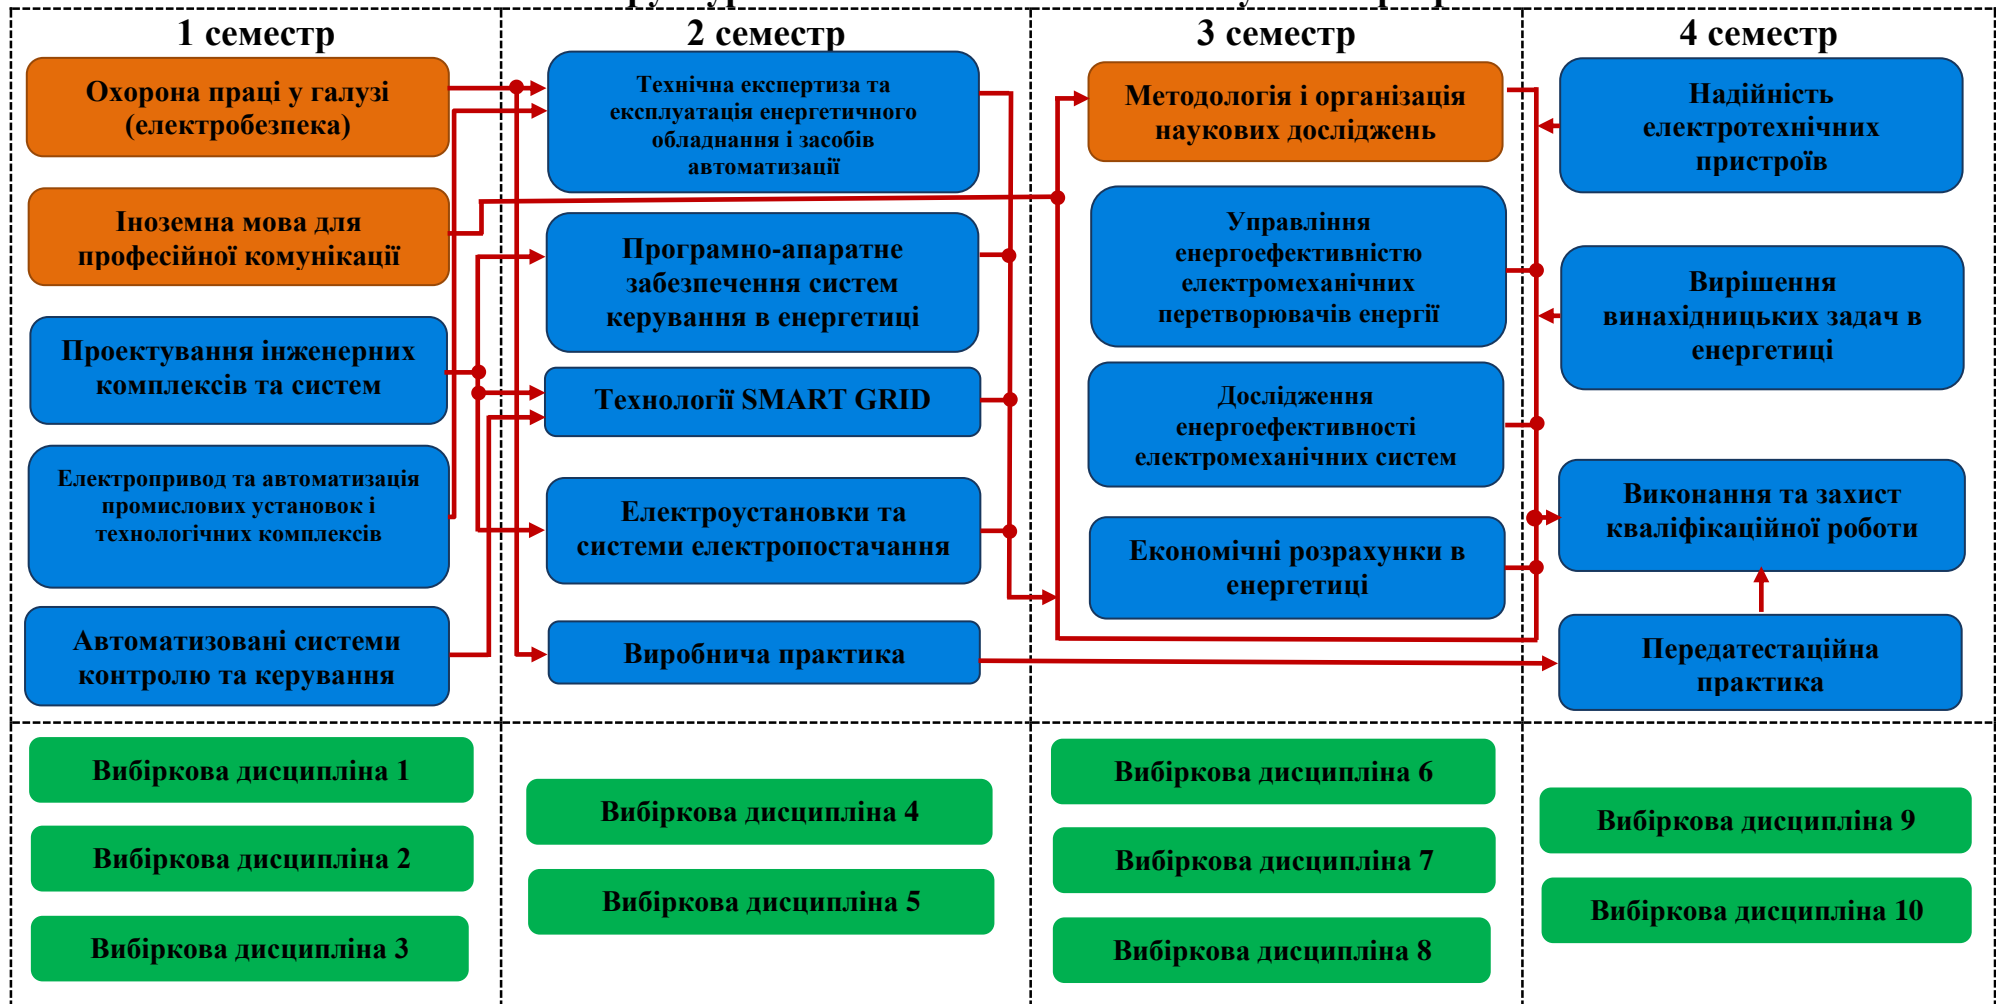 1 семестр
Охорона праці у галузі
(електробезпека)
Іноземна мова для
професійної комунікації
Проектування інженерних
комплексів та систем
Електропривод та автоматизація
промислових установок і
технологічних комплексів
Автоматизовані системи
контролю та керування
2 семестр
Технічна експертиза та
експлуатація енергетичного
обладнання і засобів
автоматизації
Програмно-апаратне
забезпечення систем
керування в енергетиці
Технології SMART GRID
Електроустановки та
системи електропостачання
Виробнича практика
3 семестр
Методологія і організація
наукових досліджень
Управління
енергоефективністю
електромеханічних
перетворювачів енергії
Дослідження
енергоефективності
електромеханічних систем
Економічні розрахунки в
енергетиці
4 семестр
Надійність
електротехнічних
пристроїв
Вирішення
винахідницьких задач в
енергетиці
Виконання та захист
кваліфікаційної роботи
Передатестаційна
практика
Вибіркова дисципліна 1
Вибіркова дисципліна 2
Вибіркова дисципліна 3
Вибіркова дисципліна 4
Вибіркова дисципліна 5
Вибіркова дисципліна 6
Вибіркова дисципліна 7
Вибіркова дисципліна 8
Вибіркова дисципліна 9
Вибіркова дисципліна 10